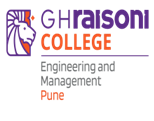 GHRAISONI
COLLEGE
Engineering and
Management
Pune